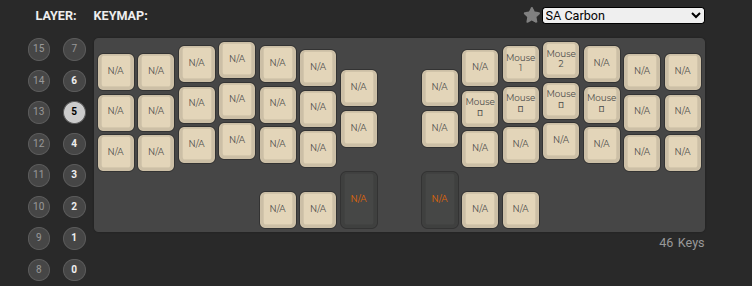 LAYER: KEYMAP: SA Carbon
15 7
N/A N/A N/A N/A N/A N/A N/A Mouse 1 Mouse 2 N/A N/A N/A
14 6
N/A N/A
13 5
N/A N/A N/A N/A N/A N/A Mouse Mouse Mouse Mouse N/A N/A
N/A N/A
12 4
N/A N/A N/A N/A N/A N/A N/A N/A N/A N/A N/A N/A
11 3
10 2
N/A N/A N/A N/A N/A N/A
9 1
46 Keys
8 0